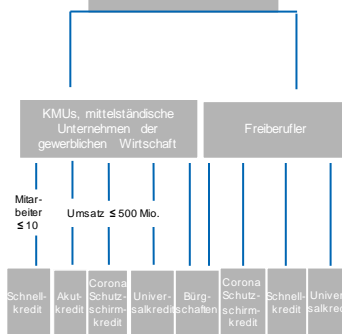 KMUs, mittelständische
Unternehmen der
gewerblichen Wirtschaft
Freiberufler
Mitar-
beiter
≤ 10
Umsatz ≤ 500 Mio.
Schnell-
kredit
Akut-
kredit
Corona
Schutz-
schirm-
kredit
Univer-
salkredit
Bürg-
schaften
Corona
Schutz-
schirm-
kredit
Schnell-
kredit
Univer-
salkredi